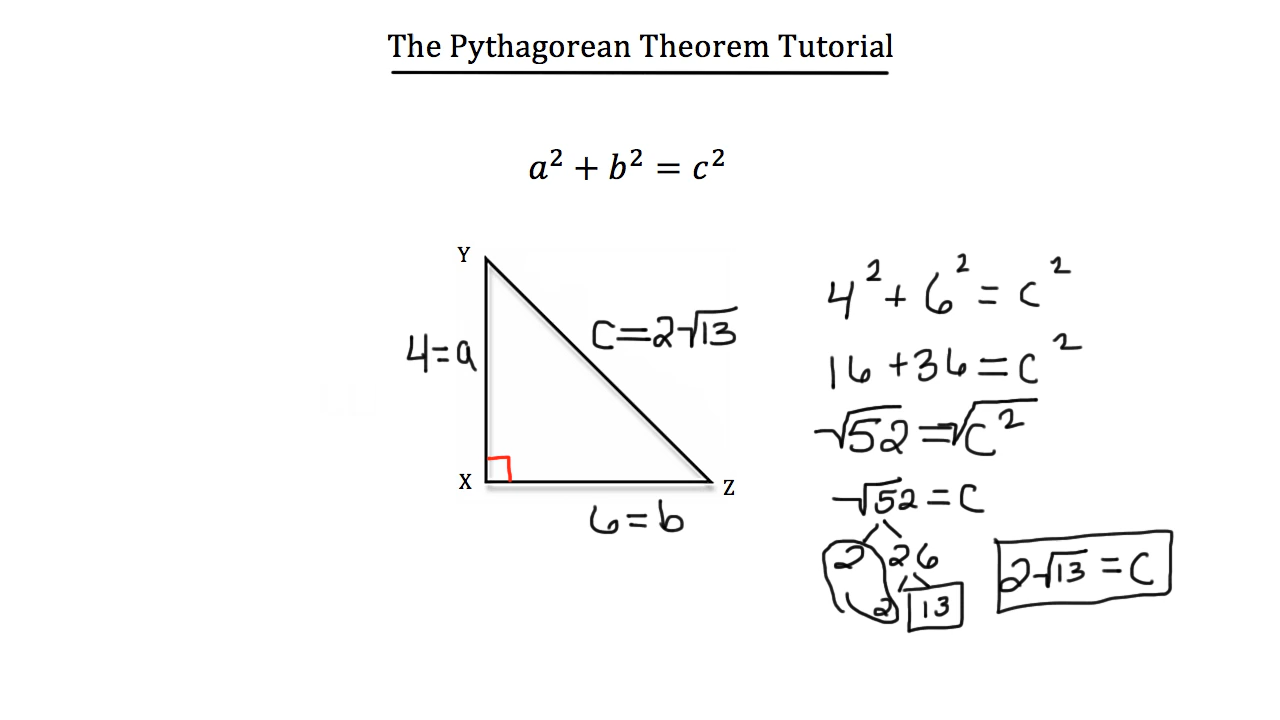 The Pythagorean Theorem Tutorial
a² + b² = c²
Y
4=a
C=2√13
X
Z
6=b
4² + 6² = c²
16 + 36 = c²
√52 = √c²
√52 = C
2 26
2 13
2√13 = C